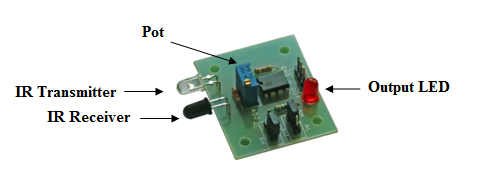 Pot
IR Transmitter
Output LED
IR Receiver